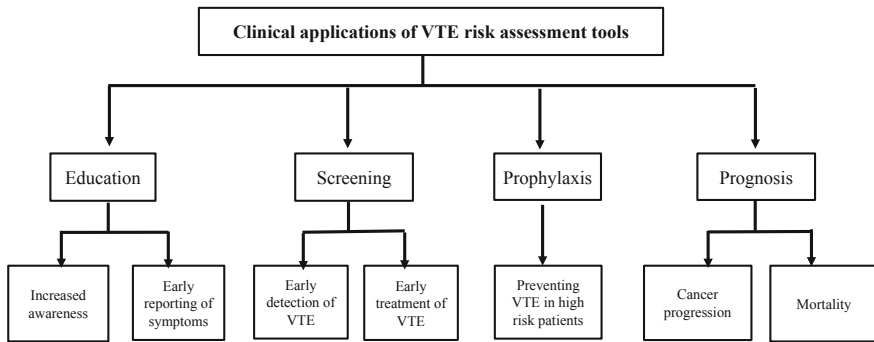 Clinical applications of VTE risk assessment tools
Education
Screening
Prophylaxis
Prognosis
Increased
awareness
Early
reporting of
symptoms
Early
detection of
VTE
Early
treatment of
VTE
Preventing
VTE in high
risk patients
Cancer
progression
Mortality